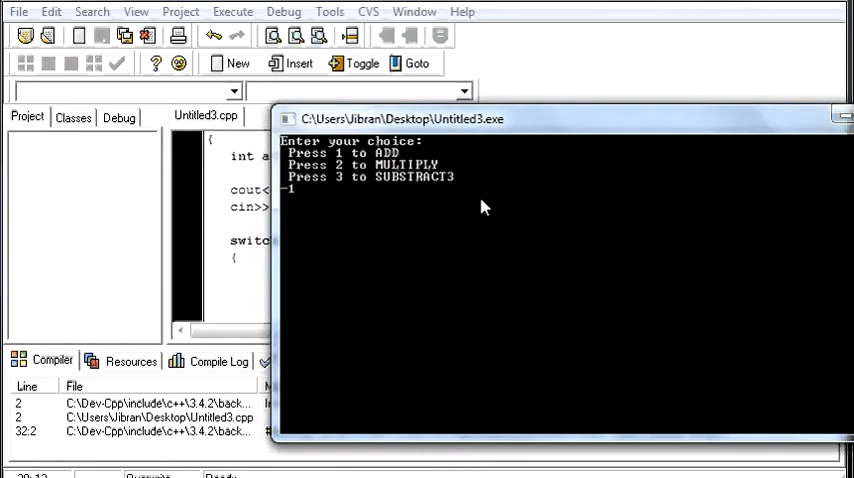 File Edit Search View Project Execute Debug Tools CVS Window Help
New Insert Toggle Goto
Project Classes Debug
Untitled3.cpp
{
int a
cout<
cin>>
switc
{
C:\Users\Jibran\Desktop\Untitled3.exe
Enter your choice:
Press 1 to ADD
Press 2 to MULTIPLY
Press 3 to SUBSTRACT3
-1
Compiler Resources Compile Log
Line File
2 C:\Dev-Cpp\include\c++\3.4.2\back...
2 C:\Users\Jibran\Desktop\Untitled3.cpp
32:2 C:\Dev-Cpp\include\c++\3.4.2\back... #